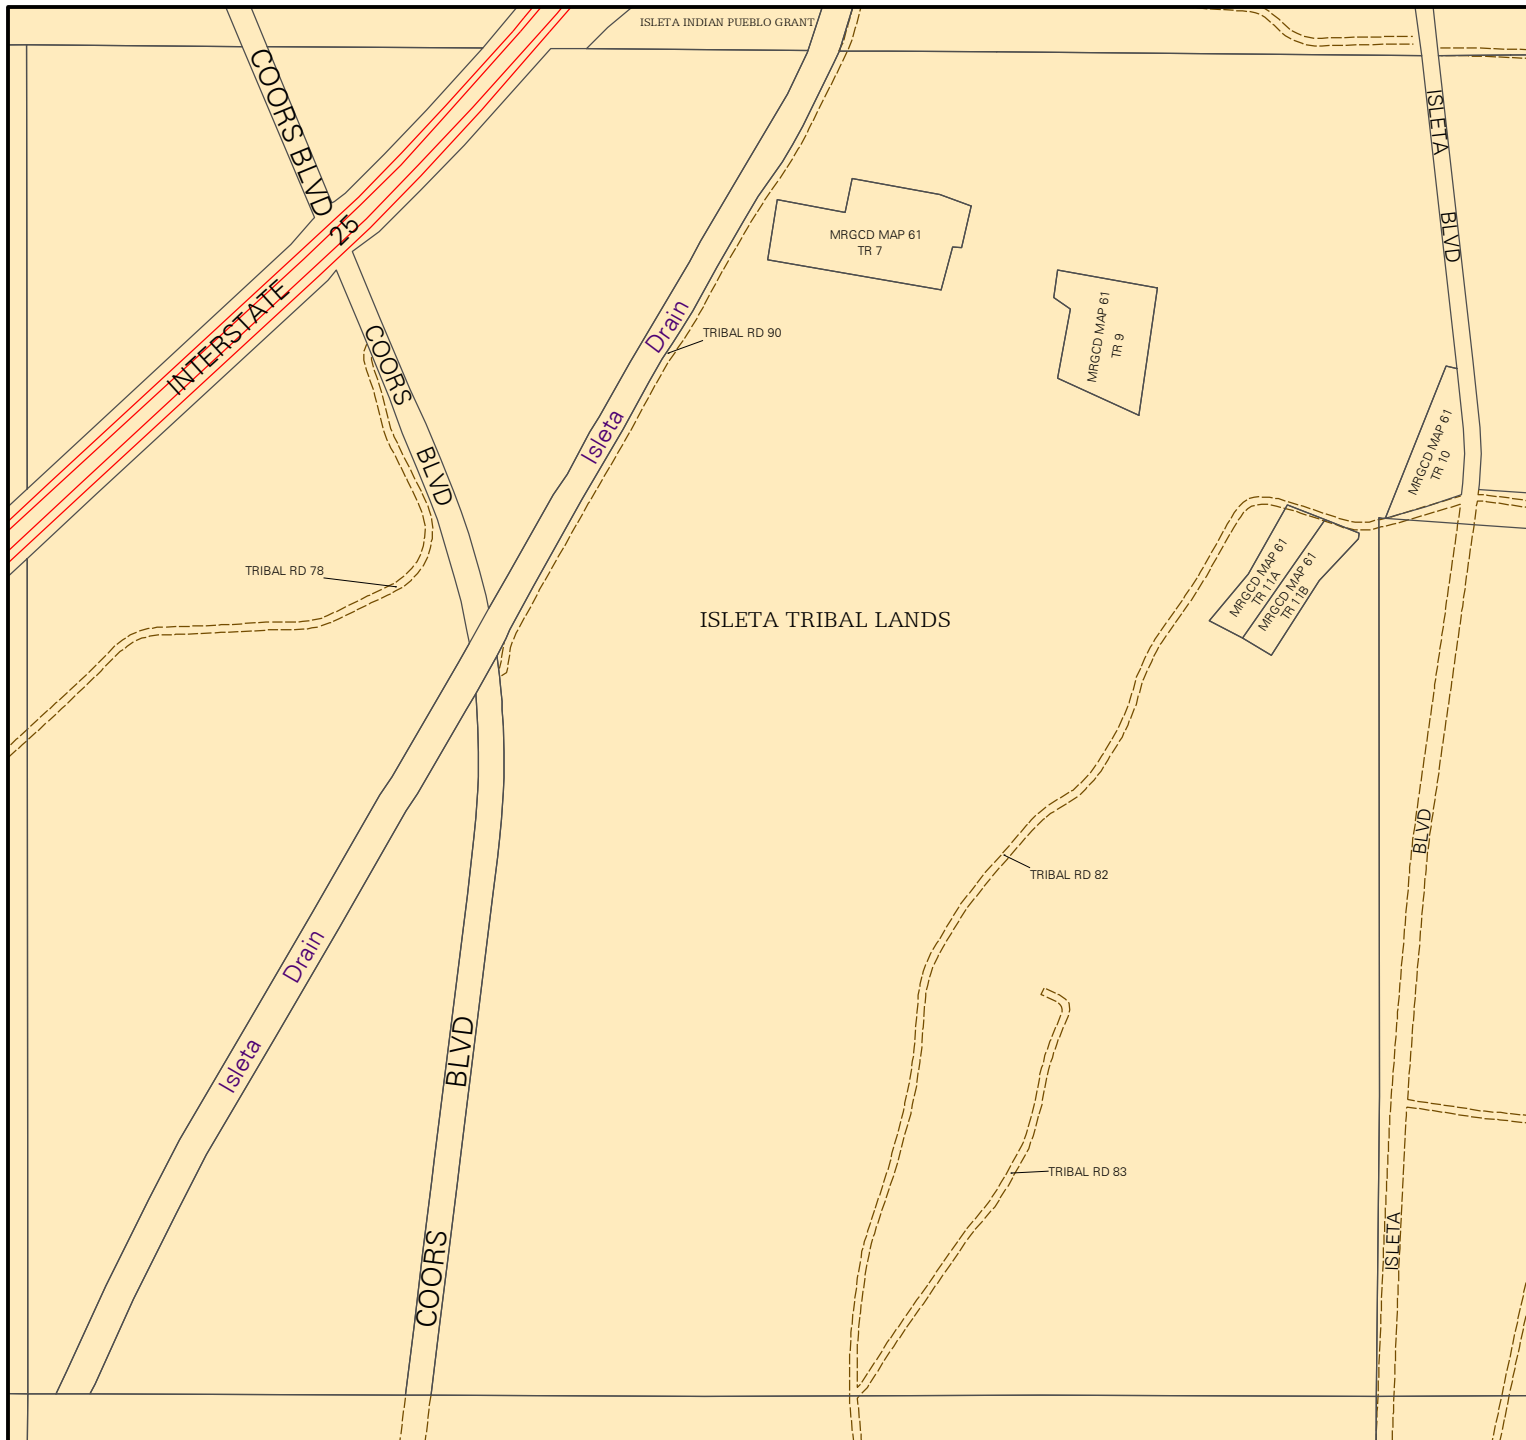 ISLETA INDIAN PUEBLO GRANT
COORS BLVD
ISLETA
BLVD
25
INTERSTATE
MRGCD MAP 61
TR 7
MRGCD MAP 61
TR 9
Drain
Isleta
TRIBAL RD 90
COORS
BLVD
MRGCD MAP 61
TR 10
MRGCD MAP 61
TR 11A
MRGCD MAP 61
TR 11B
TRIBAL RD 78
ISLETA TRIBAL LANDS
BLVD
TRIBAL RD 82
Drain
Isleta
BLVD
TRIBAL RD 83
ISLETA
COORS